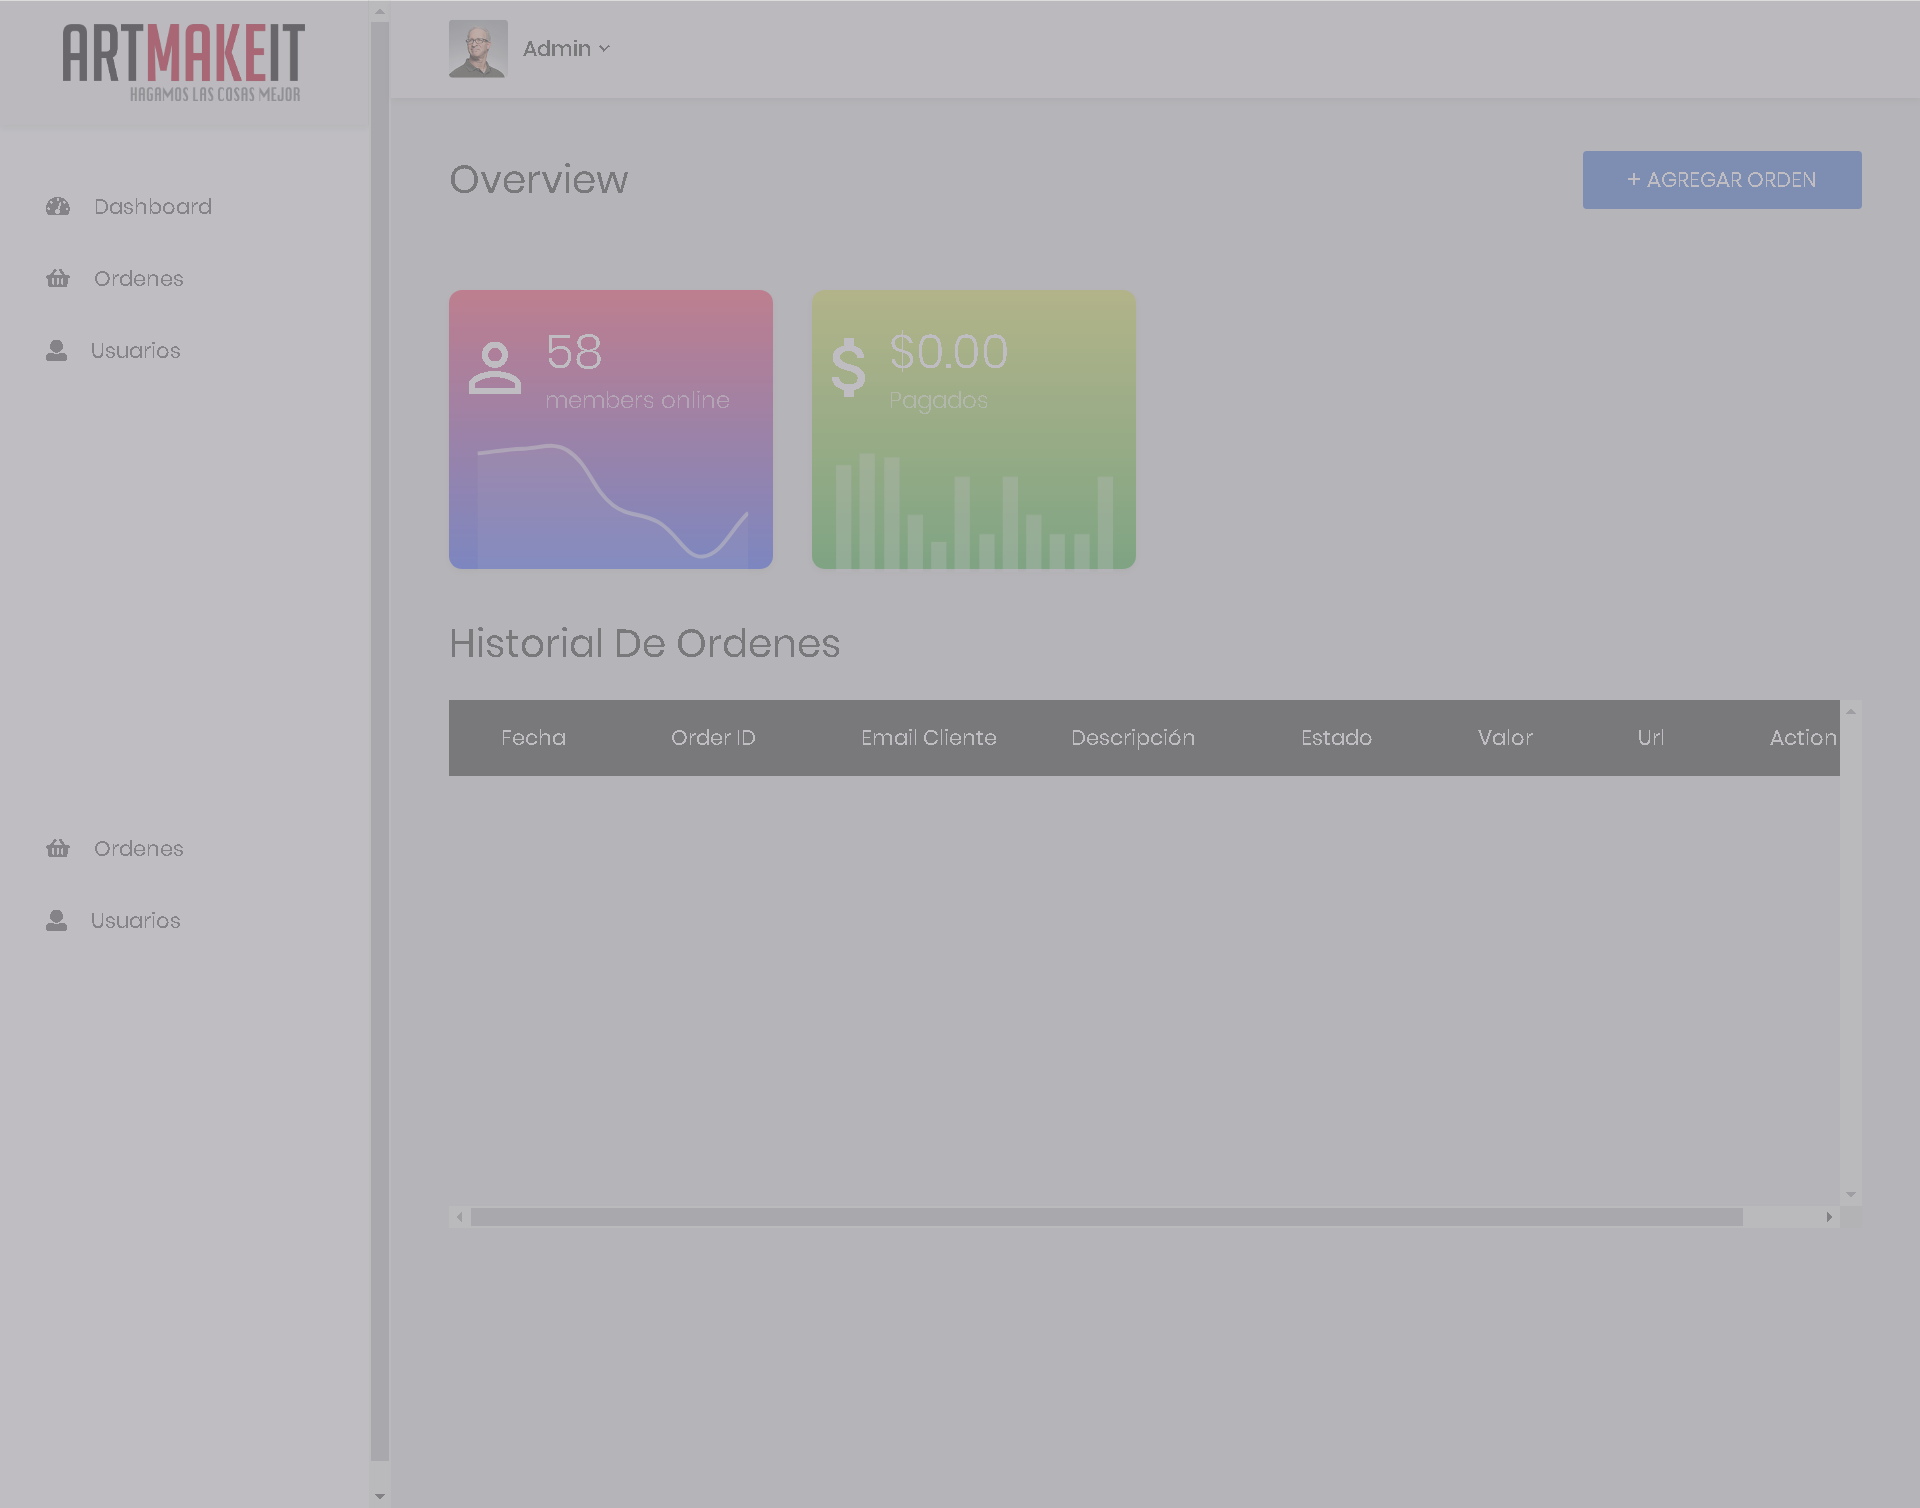 ARTMAKEIT
HAGAMOS LAS COSAS MEJOR
Admin
Dashboard
Ordenes
Usuarios
Ordenes
Usuarios
Overview
+ AGREGAR ORDEN
58
members online
$0.00
Pagados
Historial De Ordenes
Fecha Order ID Email Cliente Descripción Estado Valor Url Action